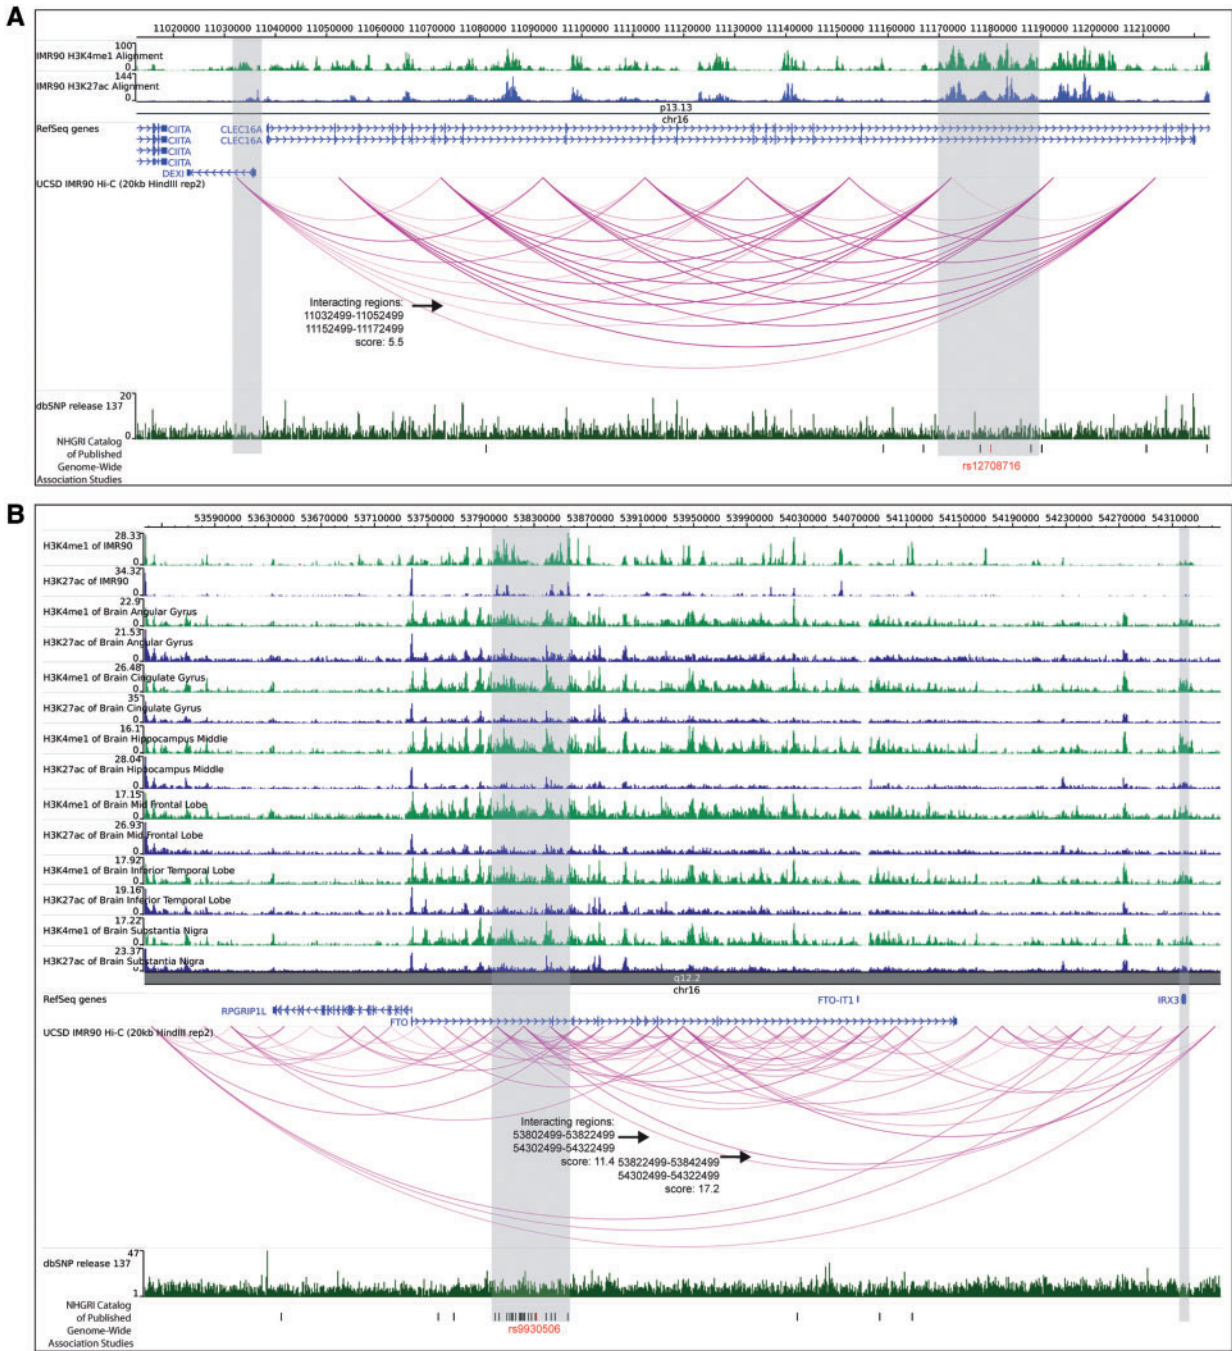 A
11020000 11030000 11040000 11050000 11060000 11070000 11080000 11090000 11100000 11110000 11120000 11130000 11140000 11150000 11160000 11170000 11180000 11190000 11200000 11210000
100
IMR90 H3K4me1 Alignment
0
144
IMR90 H3K27ac Alignment
0
p13.13
chr16
RefSeq genes
CIITA CLEC16A
CIITA CLEC16A
CIITA
CIITA
DEXI
UCSD IMR90 Hi-C (20kb HindIII rep2)
Interacting regions:
11032499-11052499
11152499-11172499
score: 5.5
20
dbSNP release 137
0
NHGRI Catalog
of Published
Genome-Wide
Association Studies
rs12708716
B
53590000 53630000 53670000 53710000 53750000 53790000 53830000 53870000 53910000 53950000 53990000 54030000 54070000 54110000 54150000 54190000 54230000 54270000 54310000
28.33
H3K4me1 of IMR90
0
34.32
H3K27ac of IMR90
0
22.9
H3K4me1 of Brain Angular Gyrus
0
21.53
H3K27ac of Brain Angular Gyrus
0
26.48
H3K4me1 of Brain Cingulate Gyrus
0
35
H3K27ac of Brain Cingulate Gyrus
0
16.1
H3K4me1 of Brain Hippocampus Middle
0
28.04
H3K27ac of Brain Hippocampus Middle
0
17.15
H3K4me1 of Brain Mid Frontal Lobe
0
26.93
H3K27ac of Brain Mid Frontal Lobe
0
17.92
H3K4me1 of Brain Inferior Temporal Lobe
0
19.16
H3K27ac of Brain Inferior Temporal Lobe
0
17.22
H3K4me1 of Brain Substantia Nigra
0
23.37
H3K27ac of Brain Substantia Nigra
0
q12.2
chr16
RefSeq genes
FTO-IT1 IRX3
RPGRIP1L
FTO
UCSD IMR90 Hi-C (20kb HindIII rep2)
Interacting regions:
53802499-53822499
54302499-54322499
score: 11.4
53822499-53842499
54302499-54322499
score: 17.2
47
dbSNP release 137
1
NHGRI Catalog
of Published
Genome-Wide
Association Studies
rs9930506